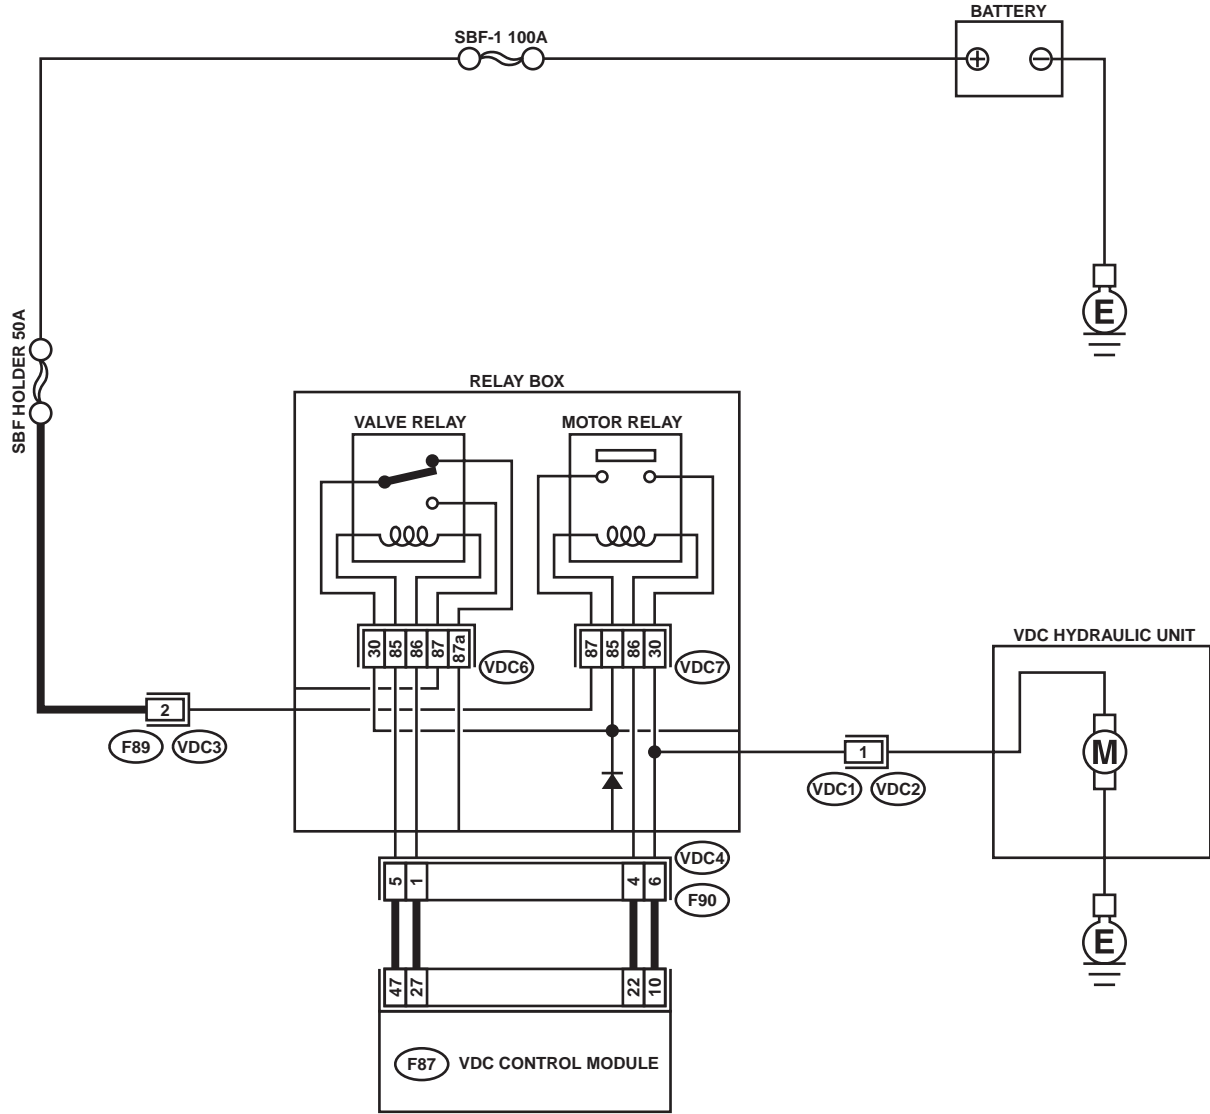 BATTERY
SBF-1 100A
E
SBF HOLDER 50A
RELAY BOX
VALVE RELAY
MOTOR RELAY
30 85 86 87 87a
VDC6
87 85 86 30
VDC7
VDC HYDRAULIC UNIT
2
F89 VDC3
1
VDC1 VDC2
M
VDC4
5 1 4 6
F90
E
47 27 22 10
F87 VDC CONTROL MODULE